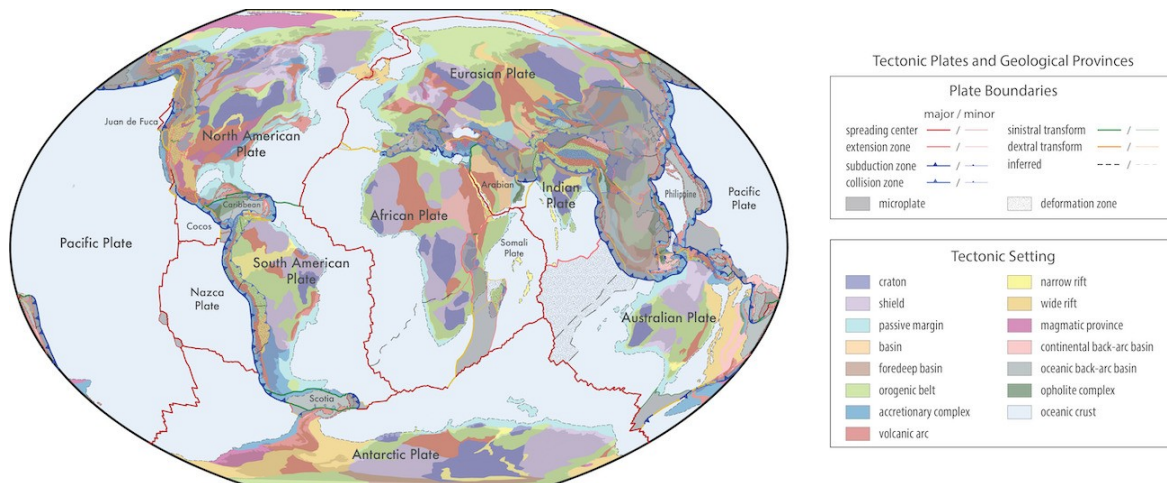 Eurasian Plate
Juan de Fuca
North American
Plate
Arabian
Indian
Plate
Philippine
Pacific
Plate
Caribbean
African Plate
Cocos
Pacific Plate
Somali
Plate
South American
Plate
Nazca
Plate
Australian Plate
Scotia
Antarctic Plate
Tectonic Plates and Geological Provinces
Plate Boundaries
major / minor
spreading center / sinistral transform /
extension zone / dextral transform /
subduction zone / inferred /
collision zone /
microplate deformation zone
Tectonic Setting
craton narrow rift
shield wide rift
passive margin magmatic province
basin continental back-arc basin
foredeep basin oceanic back-arc basin
orogenic belt opholite complex
accretionary complex oceanic crust
volcanic arc